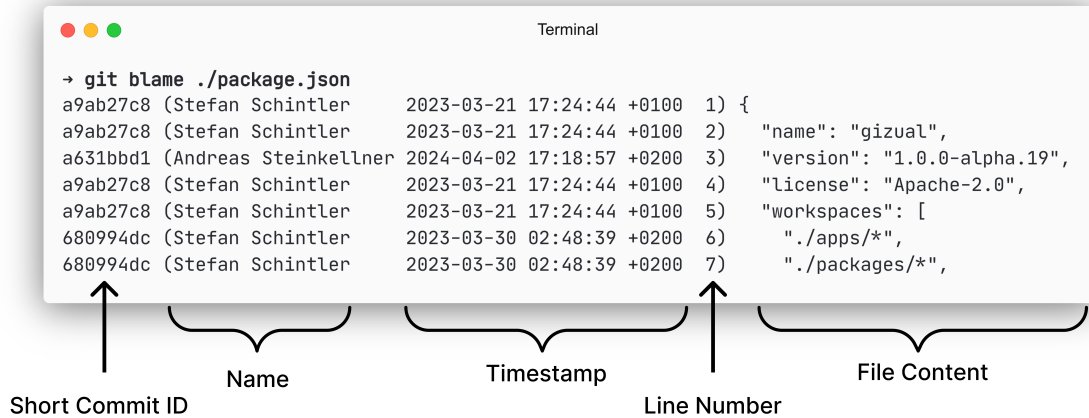 Terminal
→ git blame ./package.json
a9ab27c8 (Stefan Schintler     2023-03-21 17:24:44 +0100  1) {
a9ab27c8 (Stefan Schintler     2023-03-21 17:24:44 +0100  2)   "name": "gizual",
a631bbd1 (Andreas Steinkellner 2024-04-02 17:18:57 +0200  3)   "version": "1.0.0-alpha.19",
a9ab27c8 (Stefan Schintler     2023-03-21 17:24:44 +0100  4)   "license": "Apache-2.0",
a9ab27c8 (Stefan Schintler     2023-03-21 17:24:44 +0100  5)   "workspaces": [
680994dc (Stefan Schintler     2023-03-30 02:48:39 +0200  6)     "./apps/*",
680994dc (Stefan Schintler     2023-03-30 02:48:39 +0200  7)     "./packages/*",
Name
Timestamp
File Content
Short Commit ID
Line Number